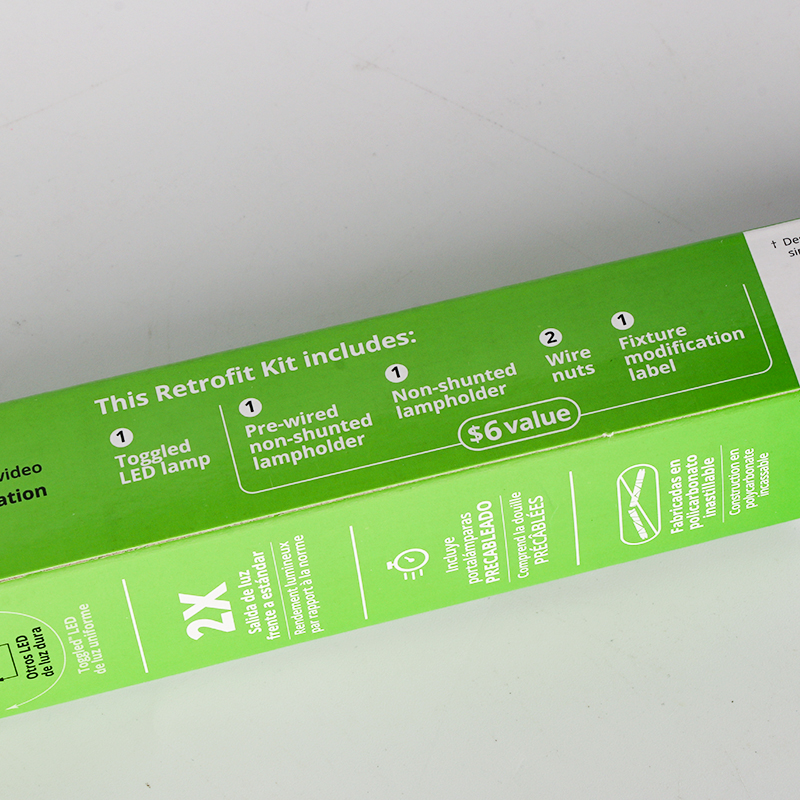 This Retrofit Kit includes:
1
Toggled
LED lamp
1
Pre-wired
non-shunted
lampholder
1
Non-shunted
lampholder
2
Wire
nuts
1
Fixture
modification
label
$6 value
video
ation
†
Otros LED
de luz dura
Toggled™ LED
de luz uniforme
2X
Salida de luz
frente a estándar
Rendement lumineux
par rapport à la norme
Incluye
portalámparas
PRECABLEADO
Comprend la douille
PRÉCÂBLÉES
Fabricadas en
policarbonato
inastillable
Construction en
polycarbonate
incassable